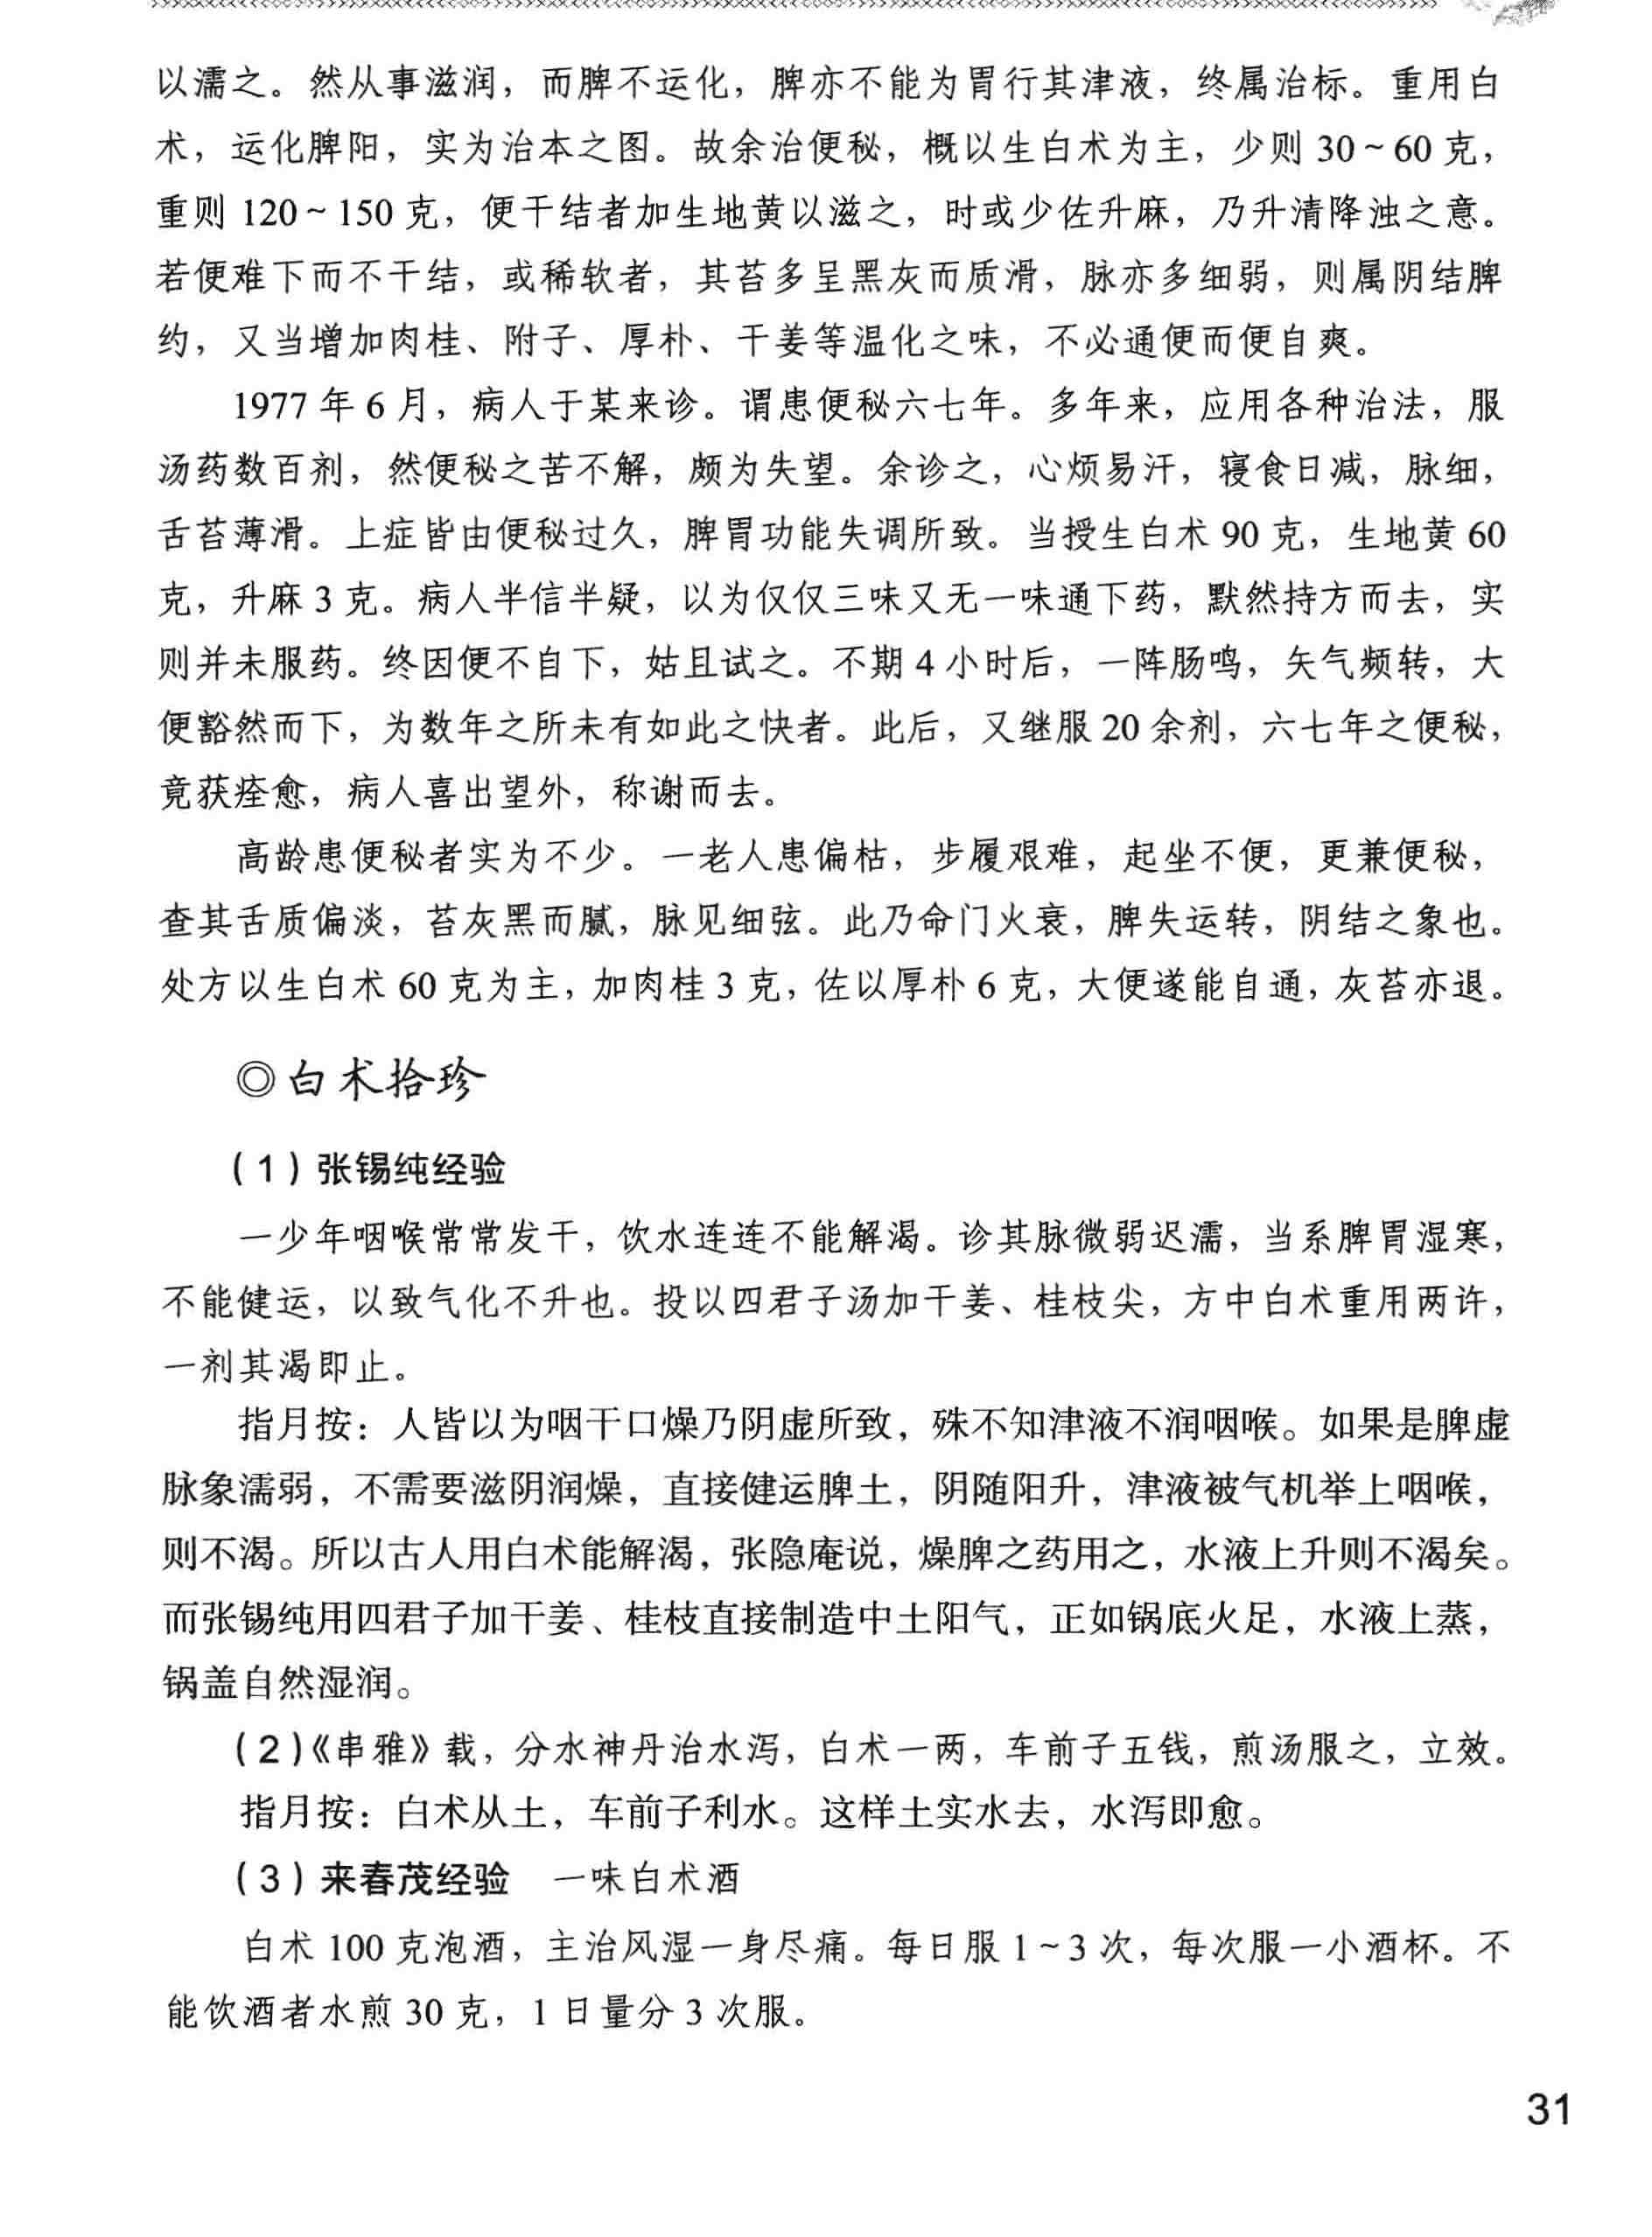 以濡之。然从事滋润，而脾不运化，脾亦不能为胃行其津液，终属治标。重用白
术，运化脾阳，实为治本之图。故余治便秘，概以生白术为主，少则 30～60 克，
重则 120～150 克，便干结者加生地黄以滋之，时或少佐升麻，乃升清降浊之意。
若便难下而不干结，或稀软者，其苔多呈黑灰而质滑，脉亦多细弱，则属阴结脾
约，又当增加肉桂、附子、厚朴、干姜等温化之味，不必通便而便自爽。
1977 年 6 月，病人于某来诊。谓患便秘六七年。多年来，应用各种治法，服
汤药数百剂，然便秘之苦不解，颇为失望。余诊之，心烦易汗，寝食日减，脉细，
舌苔薄滑。上症皆由便秘过久，脾胃功能失调所致。当授生白术 90 克，生地黄 60
克，升麻 3 克。病人半信半疑，以为仅仅三味又无一味通下药，默然持方而去，实
则并未服药。终因便不自下，姑且试之。不期 4 小时后，一阵肠鸣，矢气频转，大
便豁然而下，为数年之所未有如此之快者。此后，又继服 20 余剂，六七年之便秘，
竟获痊愈，病人喜出望外，称谢而去。
高龄患便秘者实为不少。一老人患偏枯，步履艰难，起坐不便，更兼便秘，
查其舌质偏淡，苔灰黑而腻，脉见细弦。此乃命门火衰，脾失运转，阴结之象也。
处方以生白术 60 克为主，加肉桂 3 克，佐以厚朴 6 克，大便遂能自通，灰苔亦退。
◎白术拾珍
（1）张锡纯经验
一少年咽喉常常发干，饮水连连不能解渴。诊其脉微弱迟濡，当系脾胃湿寒，
不能健运，以致气化不升也。投以四君子汤加干姜、桂枝尖，方中白术重用两许，
一剂其渴即止。
指月按：人皆以为咽干口燥乃阴虚所致，殊不知津液不润咽喉。如果是脾虚
脉象濡弱，不需要滋阴润燥，直接健运脾土，阴随阳升，津液被气机举上咽喉，
则不渴。所以古人用白术能解渴，张隐庵说，燥脾之药用之，水液上升则不渴矣。
而张锡纯用四君子加干姜、桂枝直接制造中土阳气，正如锅底火足，水液上蒸，
锅盖自然湿润。
（2）《串雅》载，分水神丹治水泻，白术一两，车前子五钱，煎汤服之，立效。
指月按：白术从土，车前子利水。这样土实水去，水泻即愈。
（3）来春茂经验　一味白术酒
白术 100 克泡酒，主治风湿一身尽痛。每日服 1～3 次，每次服一小酒杯。不
能饮酒者水煎 30 克，1 日量分 3 次服。
31